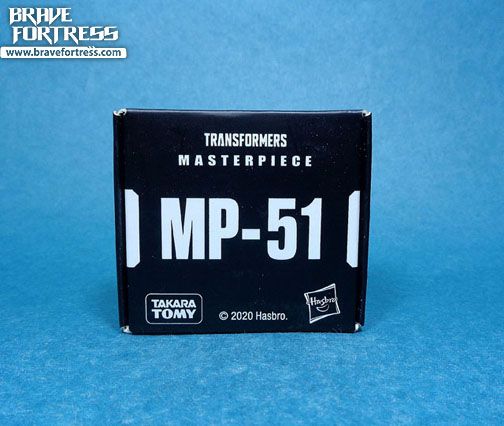 BRAVE
FORTRESS
www.bravefortress.com
TRANSFORMERS
MASTERPIECE
MP-51
TAKARA
TOMY
© 2020 Hasbro.
Hasbro